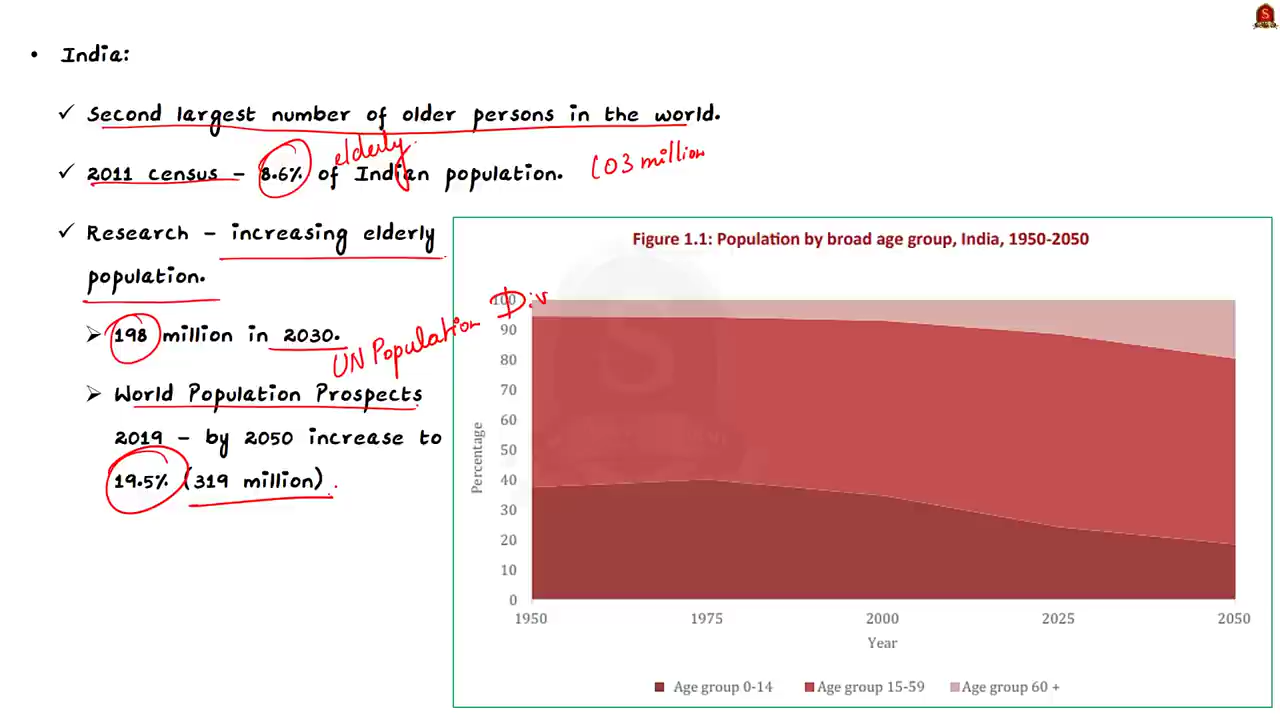 • India:
✓ Second largest number of older persons in the world.
elderly
✓ 2011 census - 8.6% of Indian population. 103 million
✓ Research - increasing elderly
population.
➢ 198 million in 2030.
UN Population Div
➢ World Population Prospects
2019 - by 2050 increase to
19.5% (319 million)
Figure 1.1: Population by broad age group, India, 1950-2050
Percentage
100
90
80
70
60
50
40
30
20
10
0
1950 1975 2000 2025 2050
Year
Age group 0-14 Age group 15-59 Age group 60 +